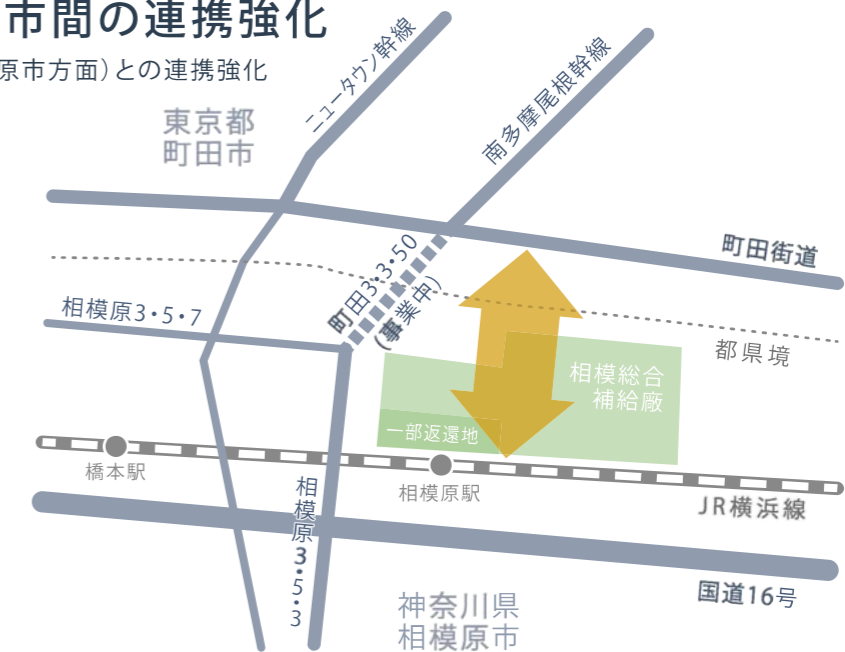 市間の連携強化
原市方面）との連携強化
東京都
町田市
ニュータウン幹線
南多摩尾根幹線
町田街道
町田3・3・50
（事業中）
相模原3・5・7
都県境
相模総合
補給廠
一部返還地
橋本駅
相模原駅
JR横浜線
相模原3・5・3
国道16号
神奈川県
相模原市